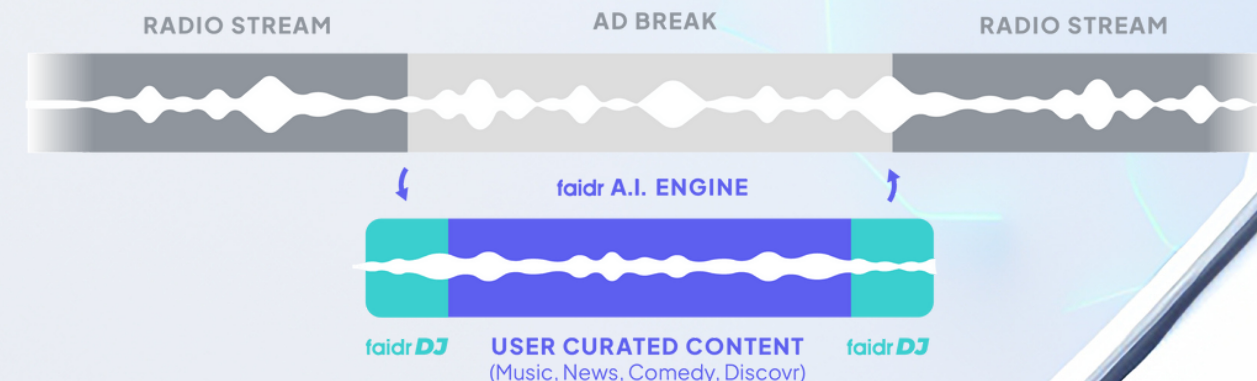 RADIO STREAM
AD BREAK
RADIO STREAM
faidr A.I. ENGINE
faidr DJ
USER CURATED CONTENT
(Music, News, Comedy, Discovr)
faidr DJ